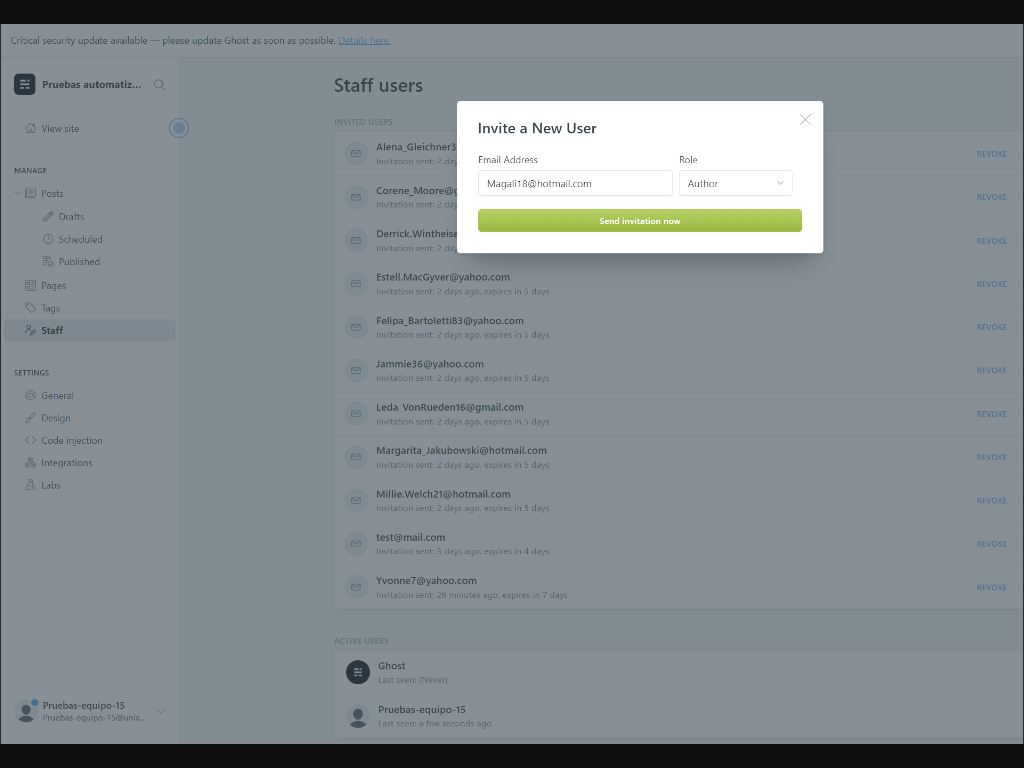 Critical security update available — please update Ghost as soon as possible. Details here.
Pruebas automatiz...
View site
MANAGE
Posts
Drafts
Scheduled
Published
Pages
Tags
Staff
SETTINGS
General
Design
Code injection
Integrations
Labs
Pruebas-equipo-15
Pruebas-equipo-15@unia...
Staff users
INVITED USERS
Alena_Gleichner3
Invitation sent: 2 day
REVOKE
Corene_Moore@g
Invitation sent: 2 day
REVOKE
Derrick.Wintheise
Invitation sent: 2 day
REVOKE
Estell.MacGyver@yahoo.com
Invitation sent: 2 days ago, expires in 5 days
REVOKE
Felipa_Bartoletti83@yahoo.com
Invitation sent: 2 days ago, expires in 5 days
REVOKE
Jammie36@yahoo.com
Invitation sent: 2 days ago, expires in 5 days
REVOKE
Leda_VonRueden16@gmail.com
Invitation sent: 2 days ago, expires in 5 days
REVOKE
Margarita_Jakubowski@hotmail.com
Invitation sent: 2 days ago, expires in 5 days
REVOKE
Millie.Welch21@hotmail.com
Invitation sent: 2 days ago, expires in 5 days
REVOKE
test@mail.com
Invitation sent: 3 days ago, expires in 4 days
REVOKE
Yvonne7@yahoo.com
Invitation sent: 26 minutes ago, expires in 7 days
REVOKE
ACTIVE USERS
Ghost
Last seen: (Never)
Pruebas-equipo-15
Last seen: a few seconds ago
Invite a New User
Email Address
Role
Magali18@hotmail.com
Author
Send invitation now